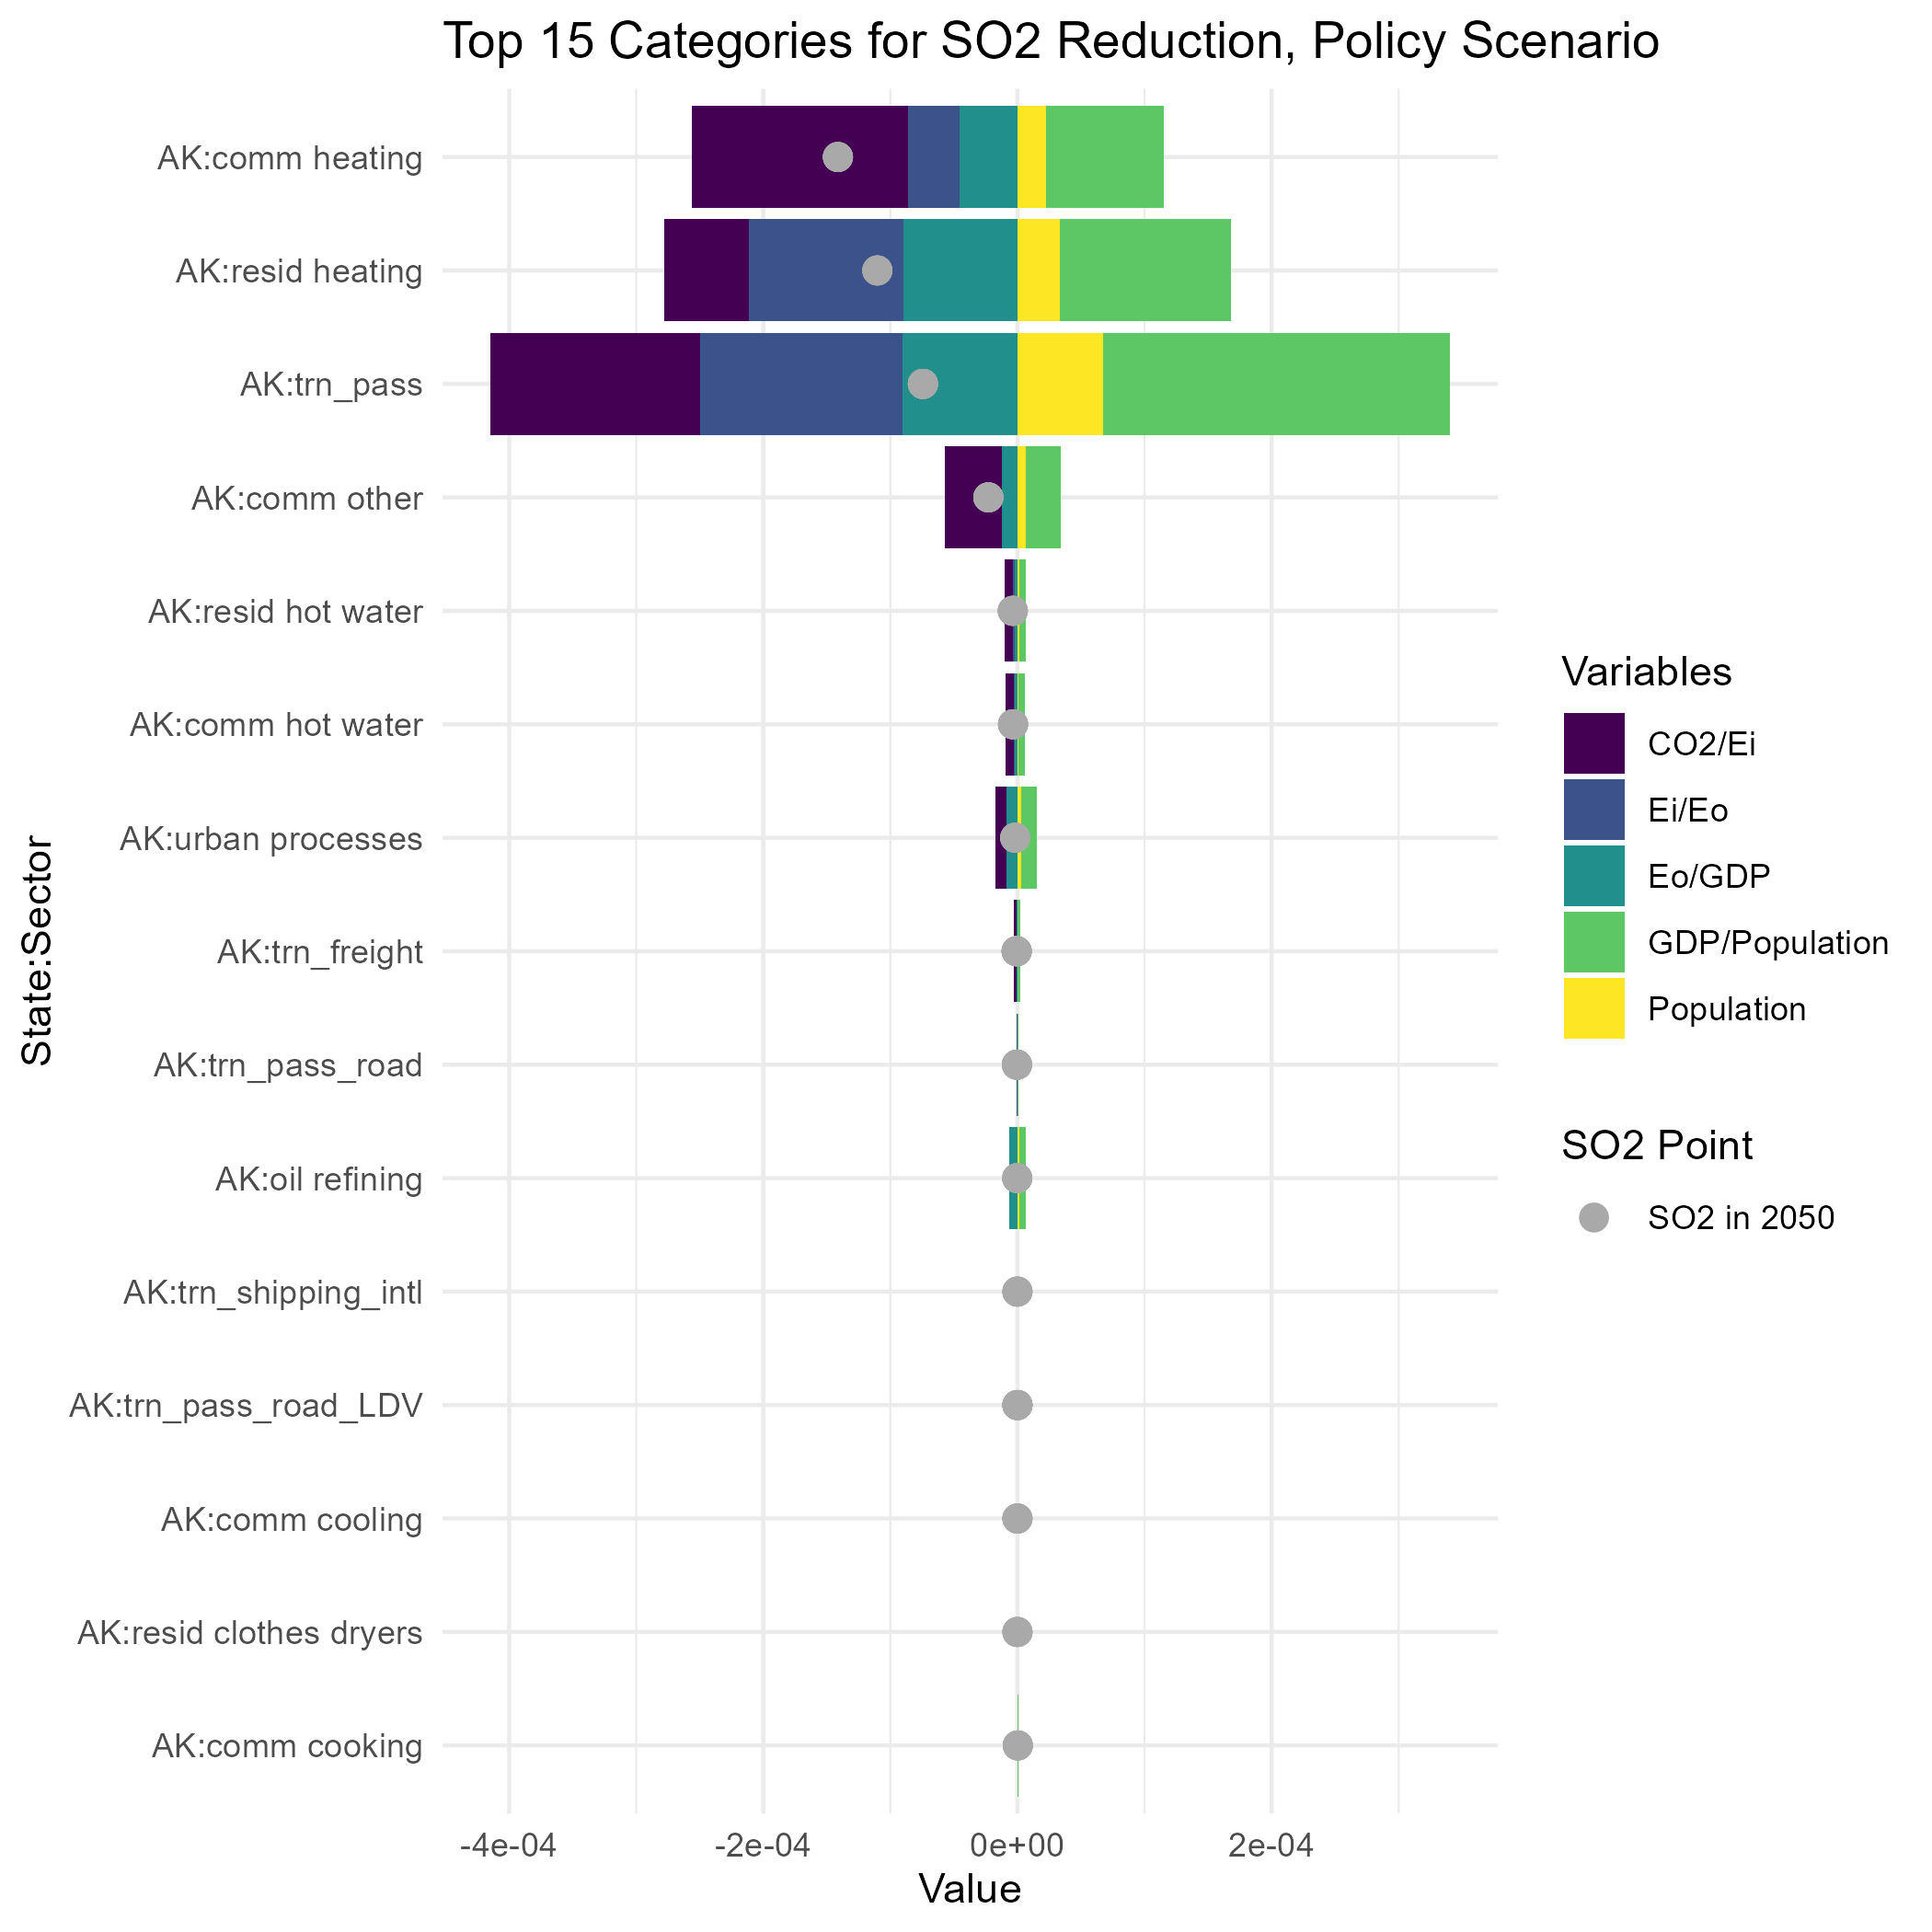 Top 15 Categories for SO2 Reduction, Policy Scenario
State:Sector
AK:comm heating
AK:resid heating
AK:trn_pass
AK:comm other
AK:resid hot water
AK:comm hot water
AK:urban processes
AK:trn_freight
AK:trn_pass_road
AK:oil refining
AK:trn_shipping_intl
AK:trn_pass_road_LDV
AK:comm cooling
AK:resid clothes dryers
AK:comm cooking
-4e-04
-2e-04
0e+00
2e-04
Value
Variables
CO2/Ei
Ei/Eo
Eo/GDP
GDP/Population
Population
SO2 Point
SO2 in 2050